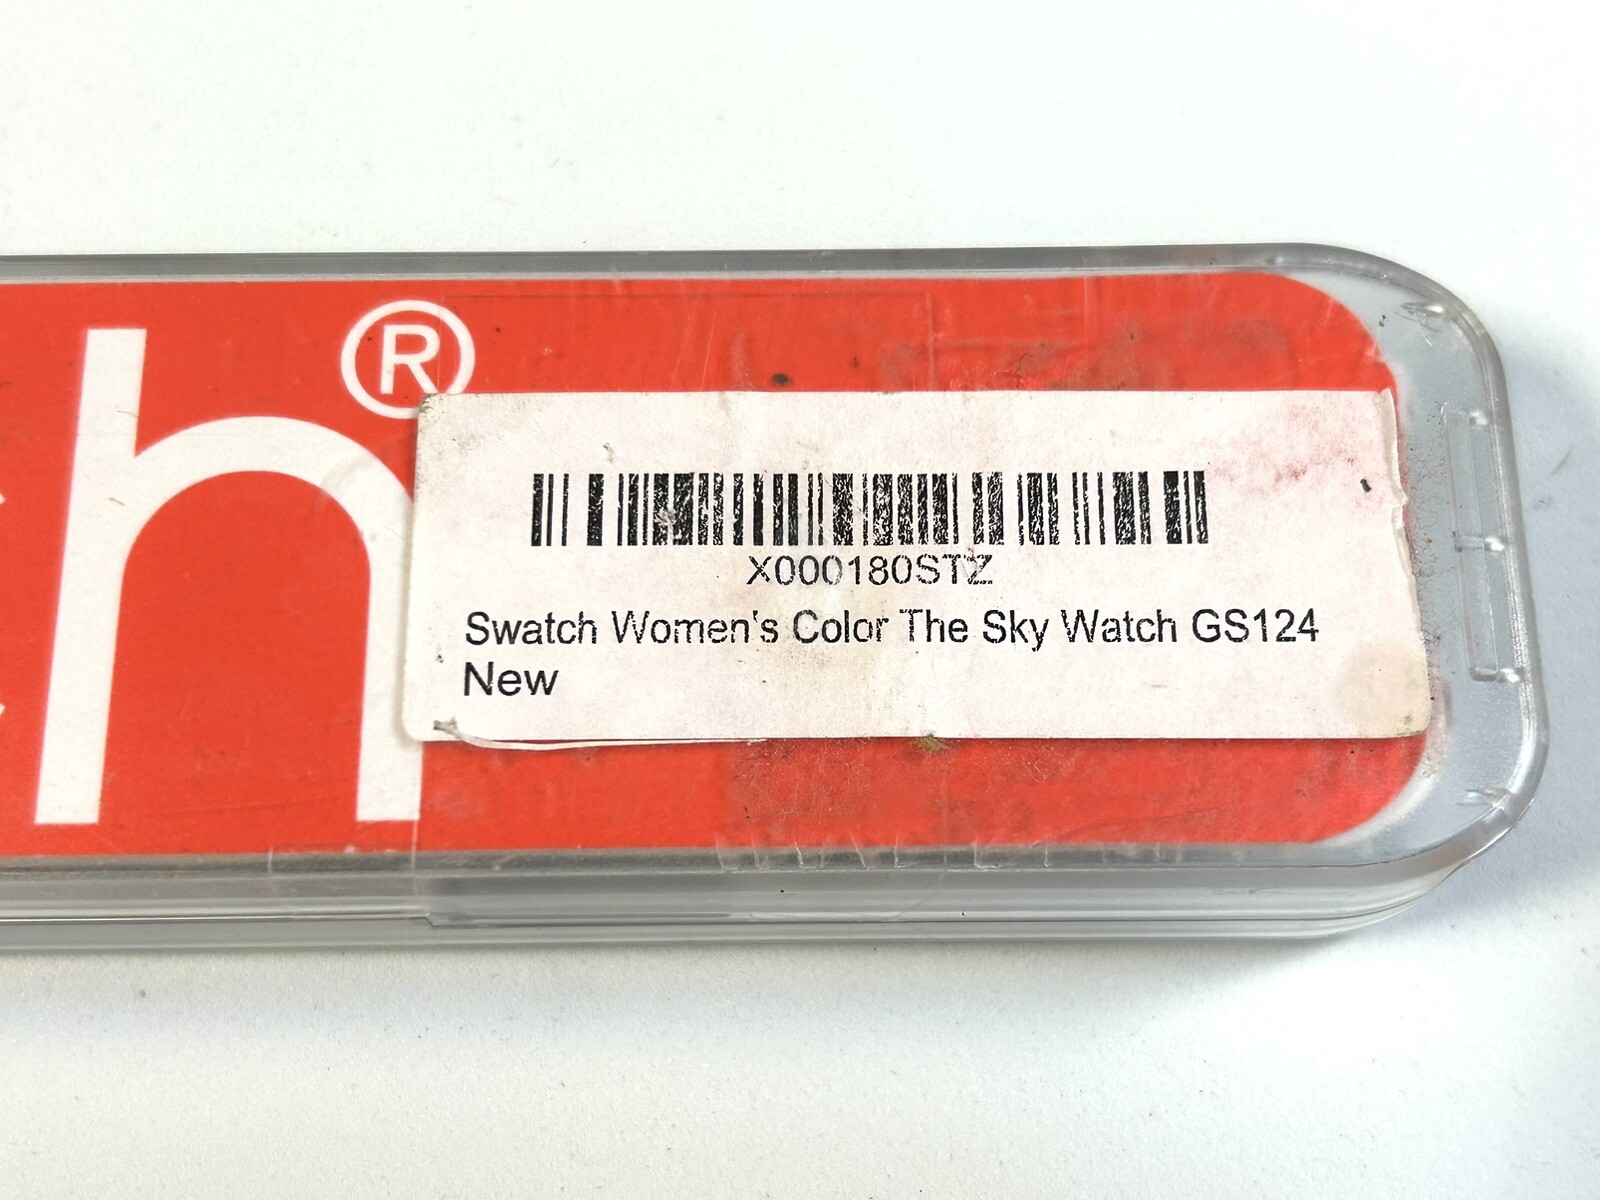 ch®
X000180STZ
Swatch Women's Color The Sky Watch GS124
New